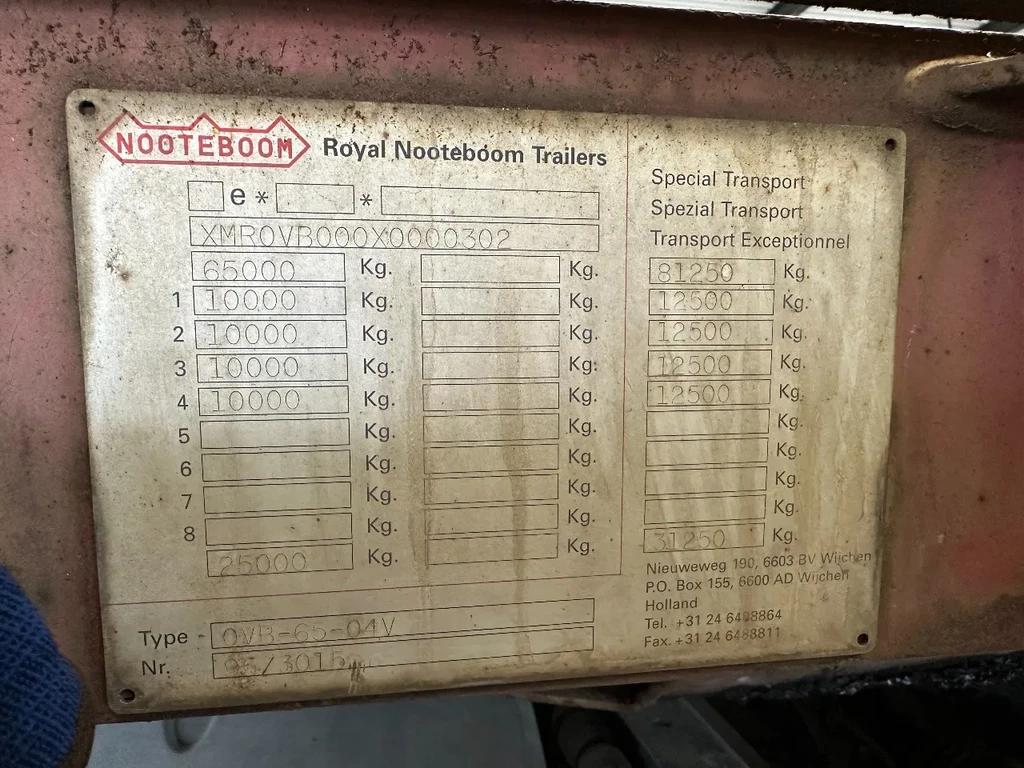 NOOTEBOOM Royal Nooteboom Trailers
Special Transport
Spezial Transport
Transport Exceptionnel
e* *
XMR0VB000X0000302
65000 Kg. Kg. 81250 Kg.
1 10000 Kg. Kg. 12500 Kg.
2 10000 Kg. Kg. 12500 Kg.
3 10000 Kg. Kg. 12500 Kg.
4 10000 Kg. Kg. 12500 Kg.
5 Kg. Kg. Kg.
6 Kg. Kg. Kg.
7 Kg. Kg. Kg.
8 Kg. Kg. Kg.
25000 Kg. Kg. 31250 Kg.
Nieuweweg 190, 6603 BV Wijchen
P.O. Box 155, 6600 AD Wijchen
Holland
Tel. +31 24 6488864
Fax. +31 24 6488811
Type - OVB-65-04V
Nr.